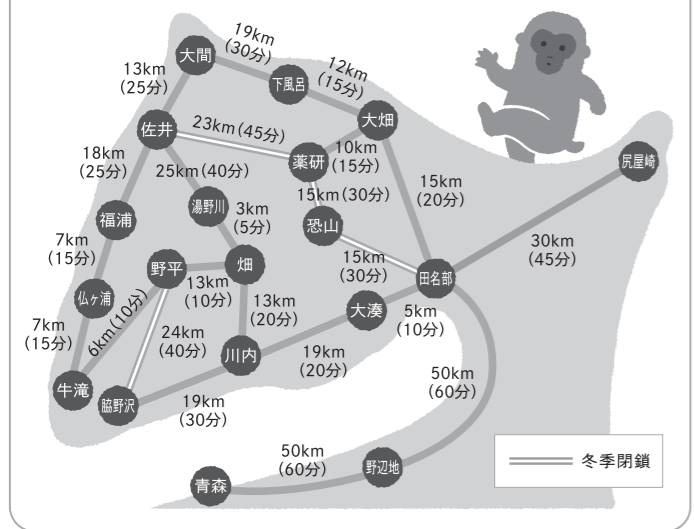 19km
(30分)
大間
12km
(15分)
13km
(25分)
下風呂
大畑
佐井
23km(45分)
10km
(15分)
薬研
尻屋崎
18km
(25分)
25km(40分)
15km(30分)
15km
(20分)
湯野川
3km
(5分)
恐山
福浦
30km
(45分)
7km
(15分)
野平
畑
15km
(30分)
田名部
13km
(10分)
仏ヶ浦
6km(10分)
13km
(20分)
大湊
5km
(10分)
7km
(15分)
24km
(40分)
川内
19km
(20分)
牛滝
脇野沢
19km
(30分)
50km
(60分)
50km
(60分)
野辺地
冬季閉鎖
青森